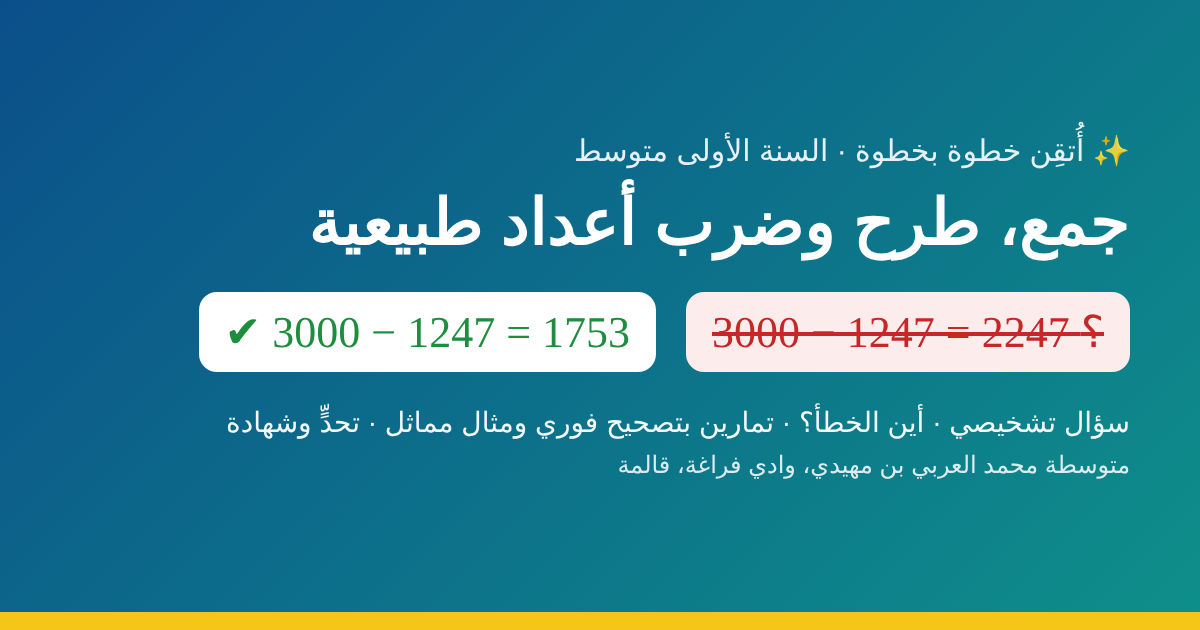 ✨ أُتقِن خطوة بخطوة · السنة الأولى متوسط
جمع، طرح وضرب أعداد طبيعية
3000 − 1247 = 2247 ؟
✔ 3000 − 1247 = 1753
سؤال تشخيصي · أين الخطأ؟ · تمارين بتصحيح فوري ومثال مماثل · تحدٍّ وشهادة
متوسطة محمد العربي بن مهيدي، وادي فراغة، قالمة